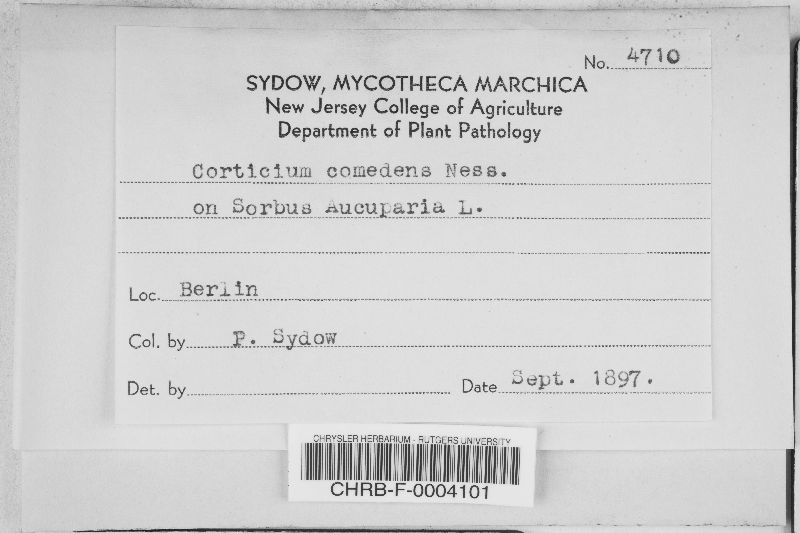 No. 4710
SYDOW, MYCOTHECA MARCHICA
New Jersey College of Agriculture
Department of Plant Pathology
Corticium comedens Ness.
on Sorbus Aucuparia L.
Loc. Berlin
Col. by P. Sydow
Det. by
Date Sept. 1897.
CHRYSLER HERBARIUM - RUTGERS UNIVERSITY
CHRB-F-0004101